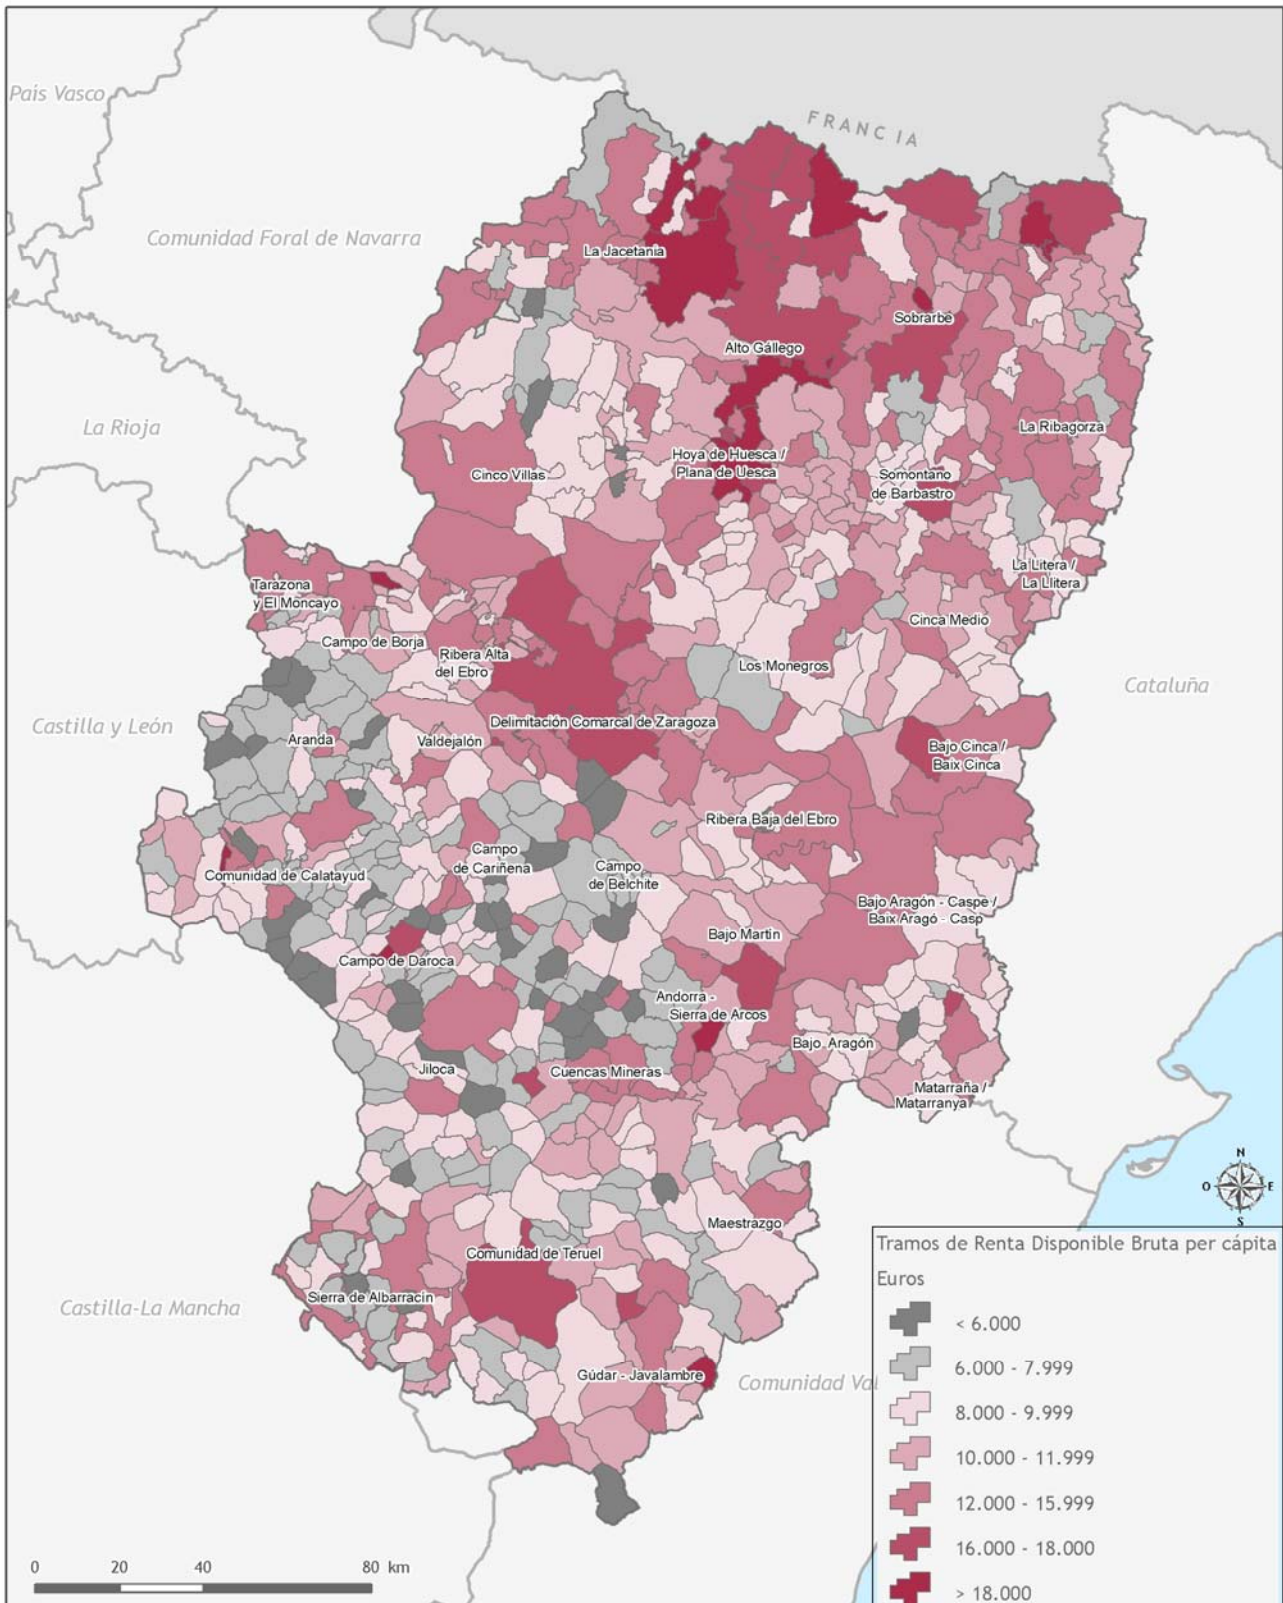 FRANCIA
País Vasco
Comunidad Foral de Navarra
La Jacetania
Sobrarbe
Alto Gállego
La Rioja
La Ribagorza
Hoya de Huesca /
Plana de Uesca
Cinco Villas
Somontano
de Barbastro
La Litera /
La Llitera
Tarazona
y El Moncayo
Cinca Medio
Campo de Borja
Ribera Alta
del Ebro
Los Monegros
Cataluña
Castilla y León
Delimitación Comarcal de Zaragoza
Aranda
Valdejalón
Bajo Cinca /
Baix Cinca
Ribera Baja del Ebro
Campo
de Cariñena
Campo
de Belchite
Comunidad de Calatayud
Bajo Aragón - Caspe /
Baix Aragó - Casp
Bajo Martín
Campo de Daroca
Andorra -
Sierra de Arcos
Bajo Aragón
Jiloca
Cuencas Mineras
Matarraña /
Matarranya
N
O
E
S
Maestrazgo
Comunidad de Teruel
Sierra de Albarracín
Castilla-La Mancha
Gúdar - Javalambre
Comunidad Val
Tramos de Renta Disponible Bruta per cápita
Euros
< 6.000
6.000 - 7.999
8.000 - 9.999
10.000 - 11.999
12.000 - 15.999
16.000 - 18.000
> 18.000
0 20 40 80 km